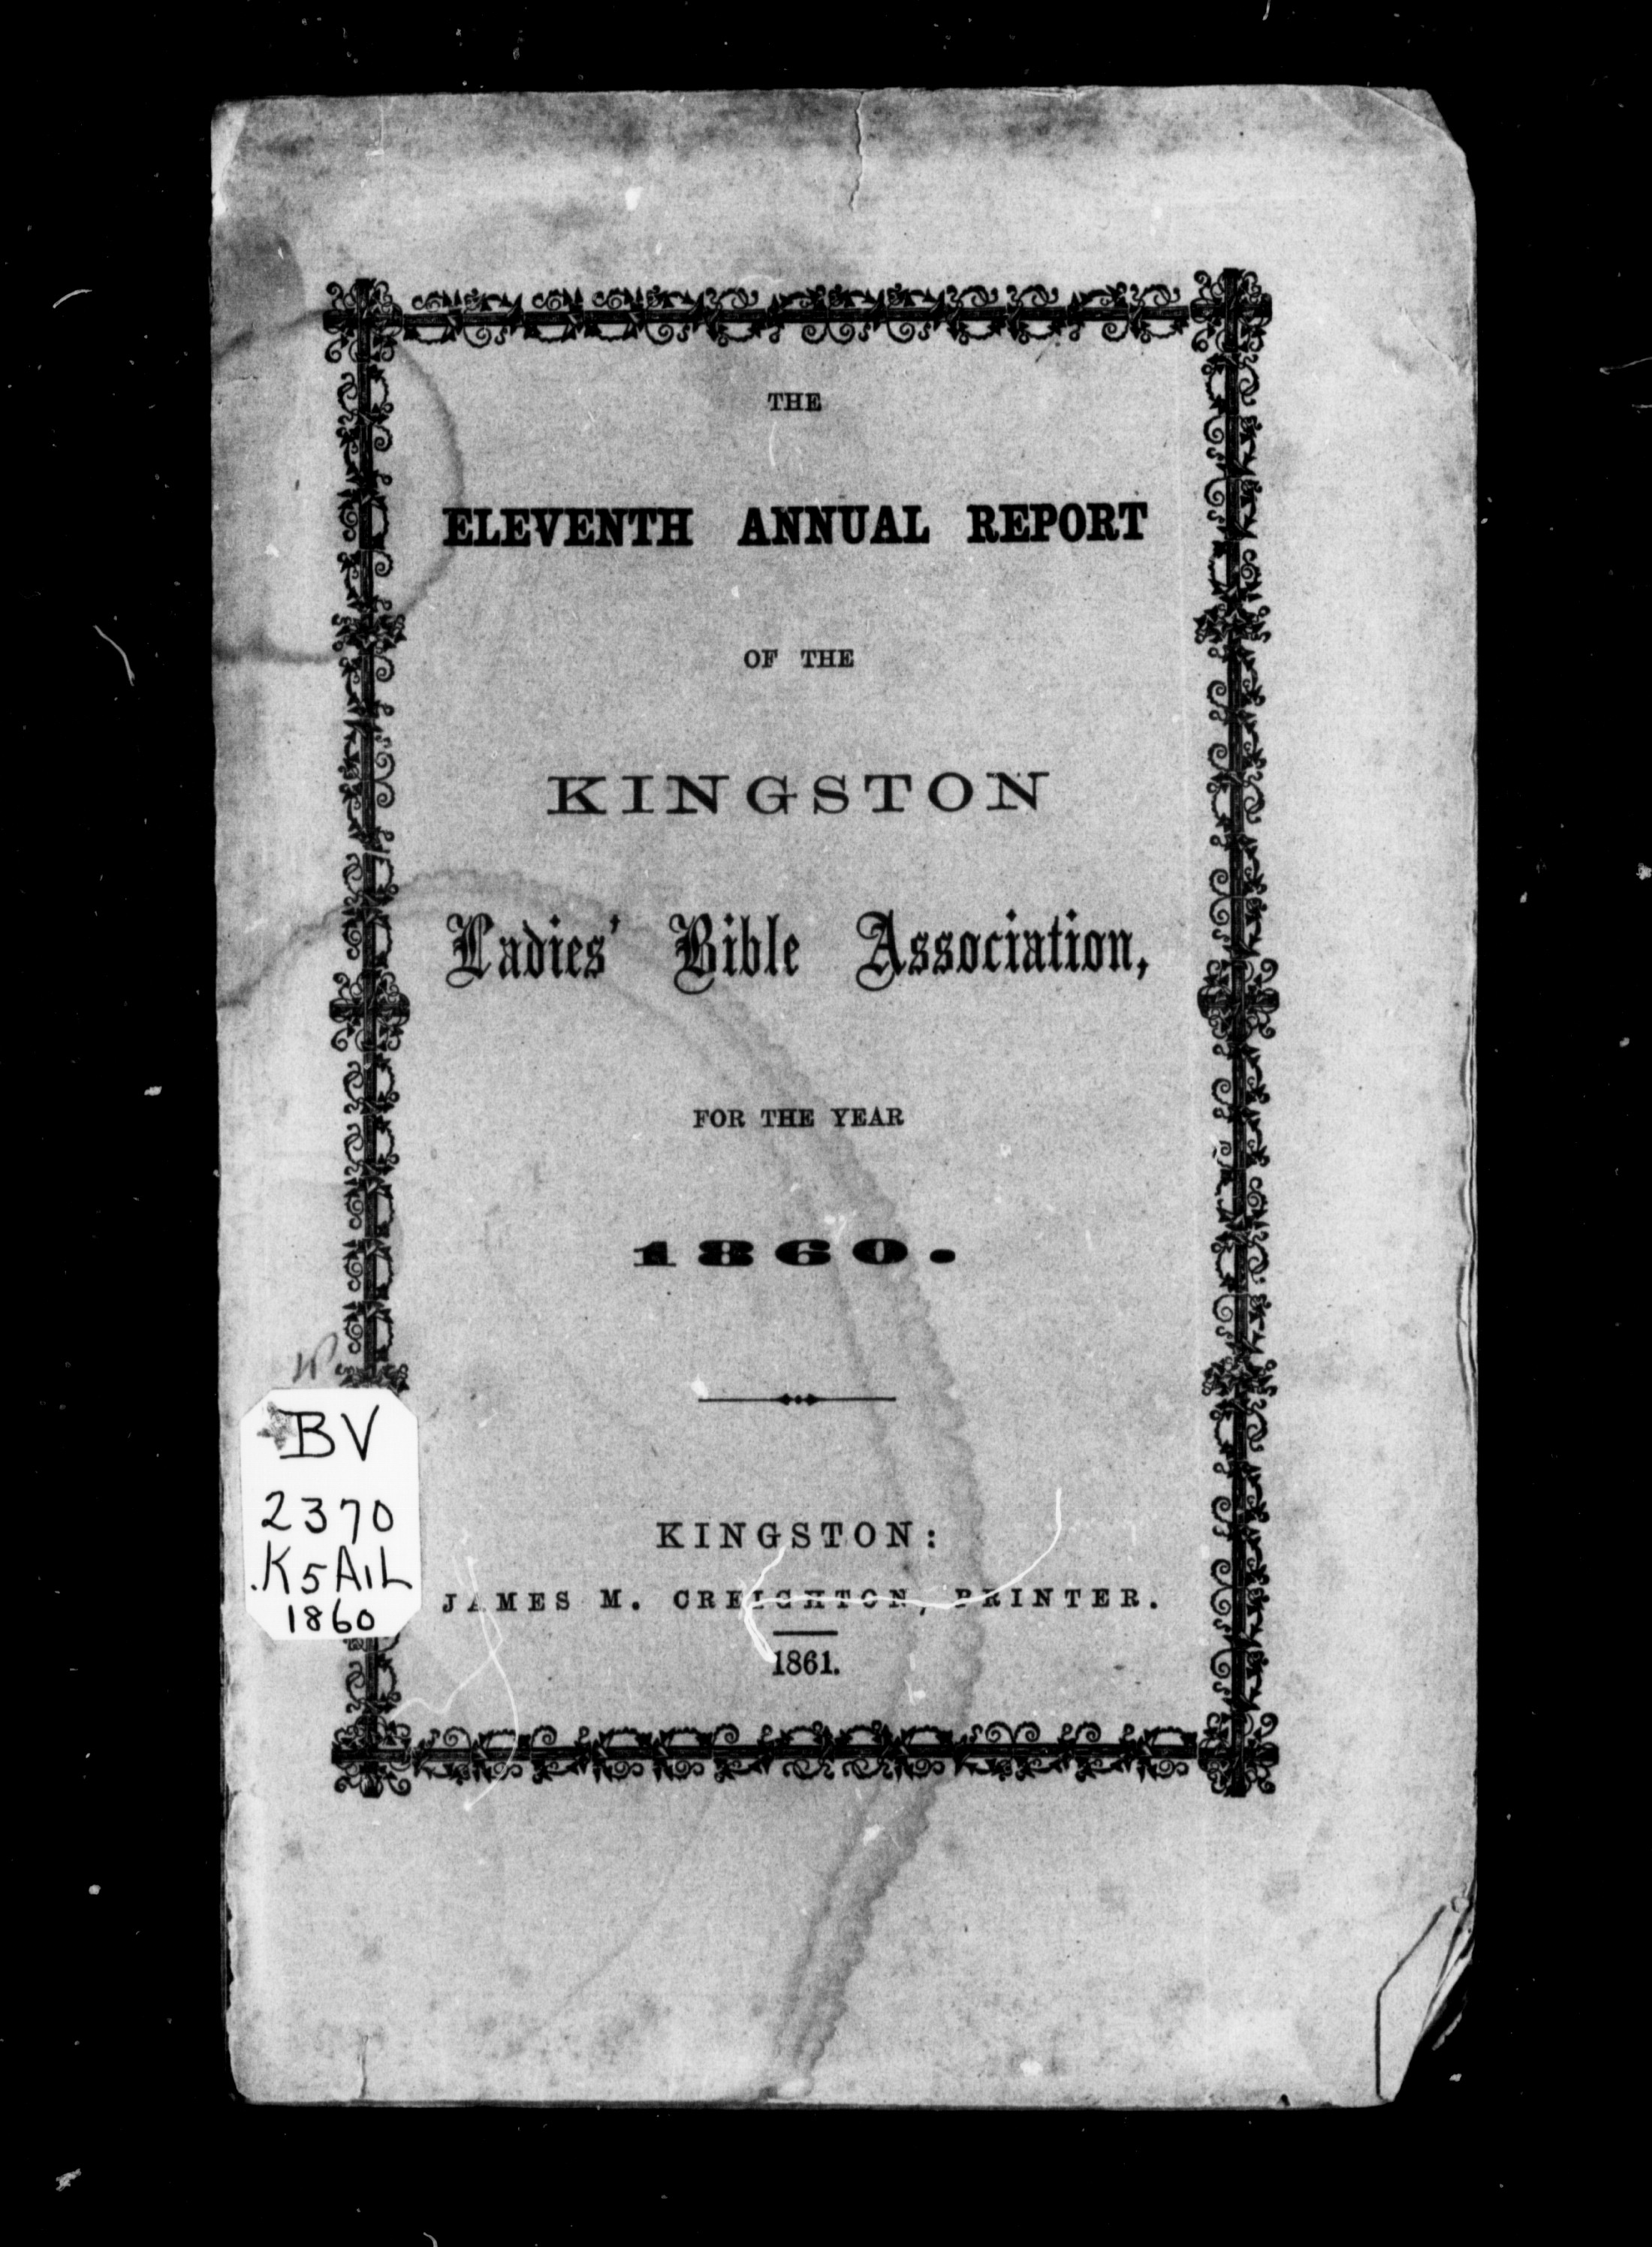 THE
ELEVENTH ANNUAL REPORT
OF THE
KINGSTON
Ladies' Bible Association,
FOR THE YEAR
1860.
BV
2370
.K5A1L
1860
KINGSTON:
JAMES M. CREIGHTON, PRINTER.
1861.